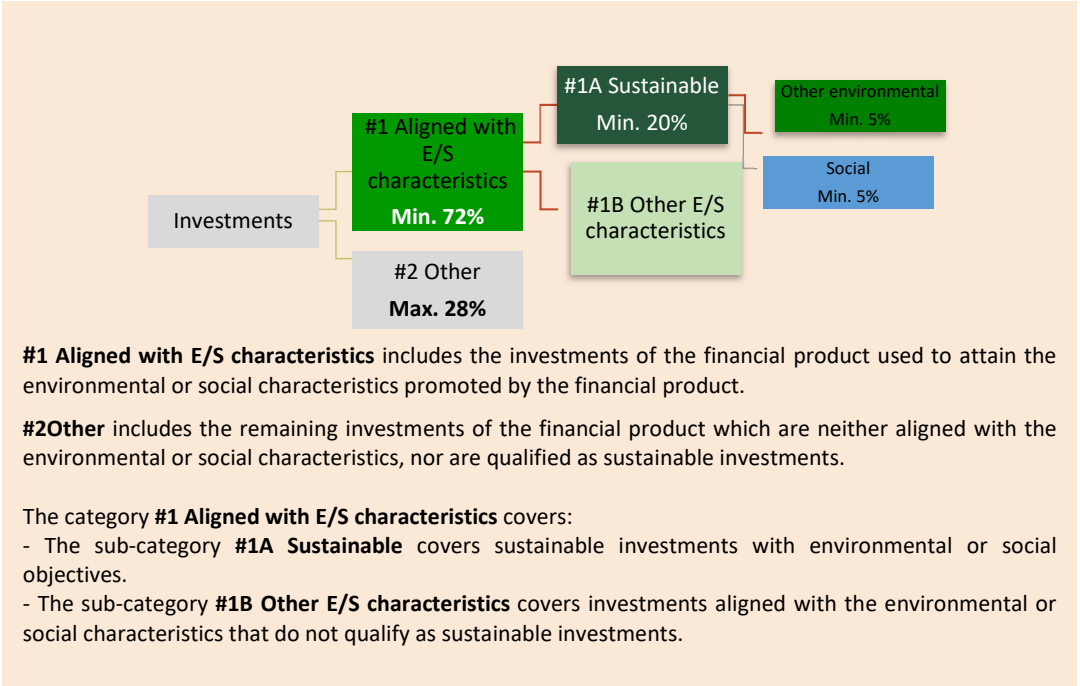 #1A Sustainable
Min. 20%
Other environmental
Min. 5%
#1 Aligned with
E/S
characteristics
Min. 72%
Social
Min. 5%
#1B Other E/S
characteristics
Investments
#2 Other
Max. 28%
#1 Aligned with E/S characteristics includes the investments of the financial product used to attain the
environmental or social characteristics promoted by the financial product.
#2Other includes the remaining investments of the financial product which are neither aligned with the
environmental or social characteristics, nor are qualified as sustainable investments.
The category #1 Aligned with E/S characteristics covers:
- The sub-category #1A Sustainable covers sustainable investments with environmental or social
objectives.
- The sub-category #1B Other E/S characteristics covers investments aligned with the environmental or
social characteristics that do not qualify as sustainable investments.